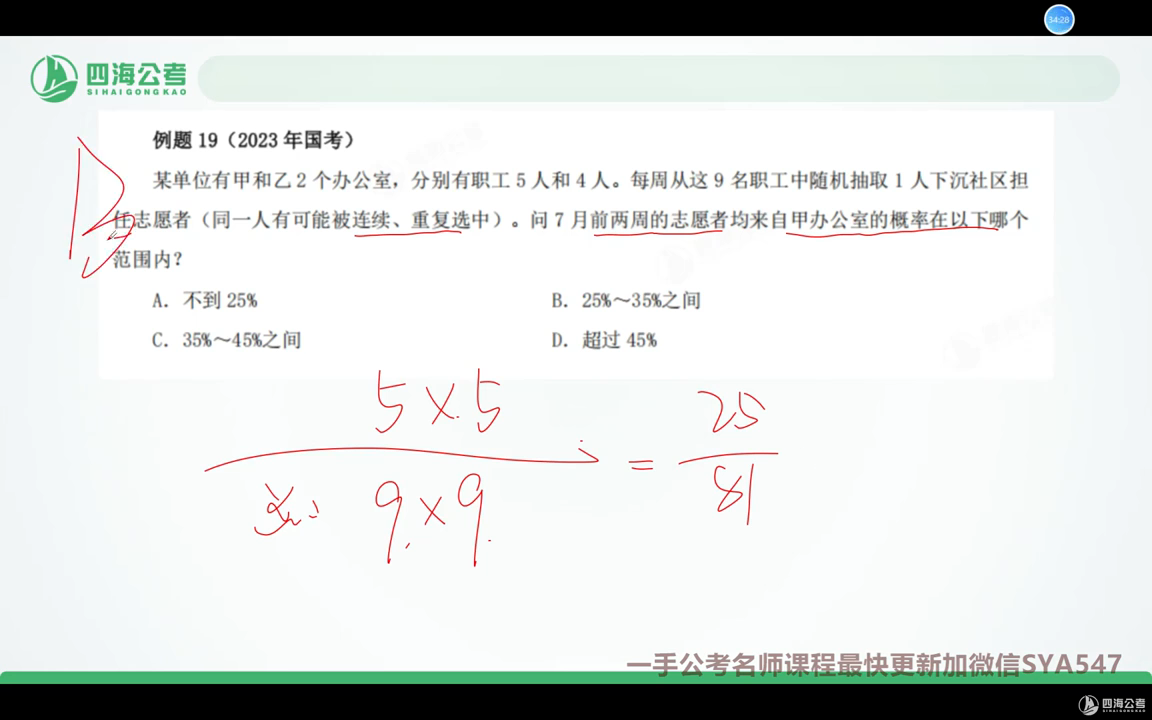 34:28
四海公考
SIHAIGONGKAO
例题 19（2023 年国考）
某单位有甲和乙 2 个办公室，分别有职工 5 人和 4 人。每周从这 9 名职工中随机抽取 1 人下沉社区担
任志愿者（同一人有可能被连续、重复选中）。问 7 月前两周的志愿者均来自甲办公室的概率在以下哪个
范围内？
A. 不到 25%
B. 25%～35%之间
C. 35%～45%之间
D. 超过 45%
B
5×5
= 25
9×9
81
一手公考名师课程最快更新加微信SYA547
四海公考